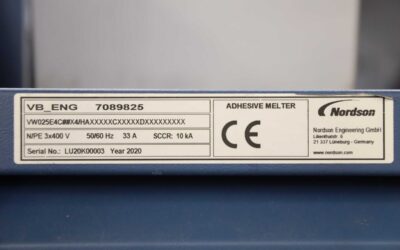 VB_ENG 7089825
VW025E4C###X4/HAXXXXXCXXXXXDXXXXXXXXX
N/PE 3x400 V 50/60 Hz 33 A SCCR: 10 kA
Serial No.: LU20K00003 Year 2020
ADHESIVE MELTER
CE
Nordson
Nordson Engineering GmbH
Lilienthalstr. 6
21 337 Lüneburg - Germany
www.nordson.com